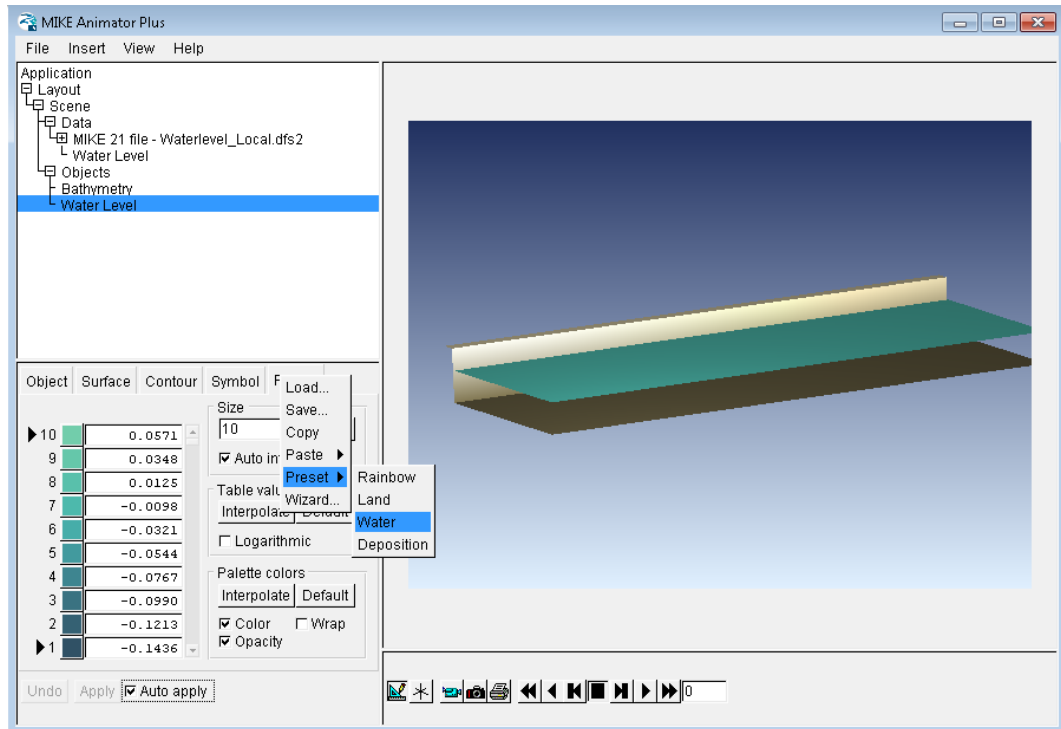 MIKE Animator Plus
File Insert View Help
Application
Layout
Scene
Data
MIKE 21 file - Waterlevel_Local.dfs2
Water Level
Objects
Bathymetry
Water Level
Object Surface Contour Symbol
Load...
Save...
Copy
Paste
Preset
Wizard...
Rainbow
Land
Water
Deposition
Size
10
Auto
Table
Interpolate Default
Logarithmic
Palette colors
Interpolate Default
Color Wrap
Opacity
10 0.0571
9 0.0348
8 0.0125
7 -0.0098
6 -0.0321
5 -0.0544
4 -0.0767
3 -0.0990
2 -0.1213
1 -0.1436
Undo Apply Auto apply
0